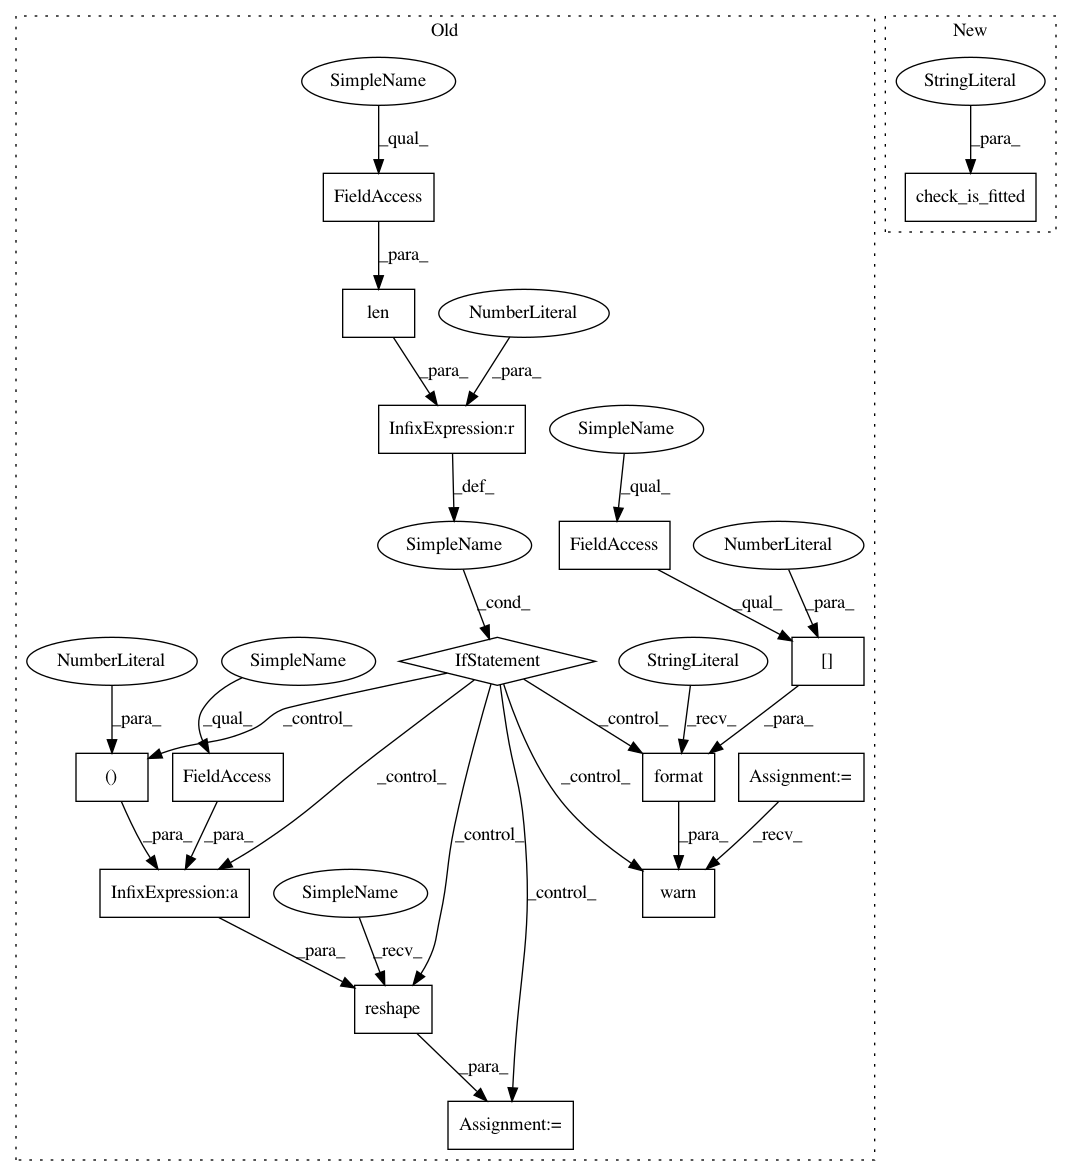 Old
New
SimpleName
StringLiteral
_qual_
_para_
FieldAccess
check_is_fitted
_para_
len
NumberLiteral
_para_
_para_
InfixExpression:r
SimpleName
_def_
_qual_
SimpleName
FieldAccess
NumberLiteral
_cond_
_qual_
_para_
NumberLiteral
SimpleName
IfStatement
StringLiteral
[]
_para_
_qual_
_control_
_control_
_recv_
_para_
()
FieldAccess
format
Assignment:=
_control_
_control_
_para_
_para_
_control_
_para_
_recv_
_control_
InfixExpression:a
SimpleName
warn
_para_
_recv_
reshape
_para_
Assignment:=